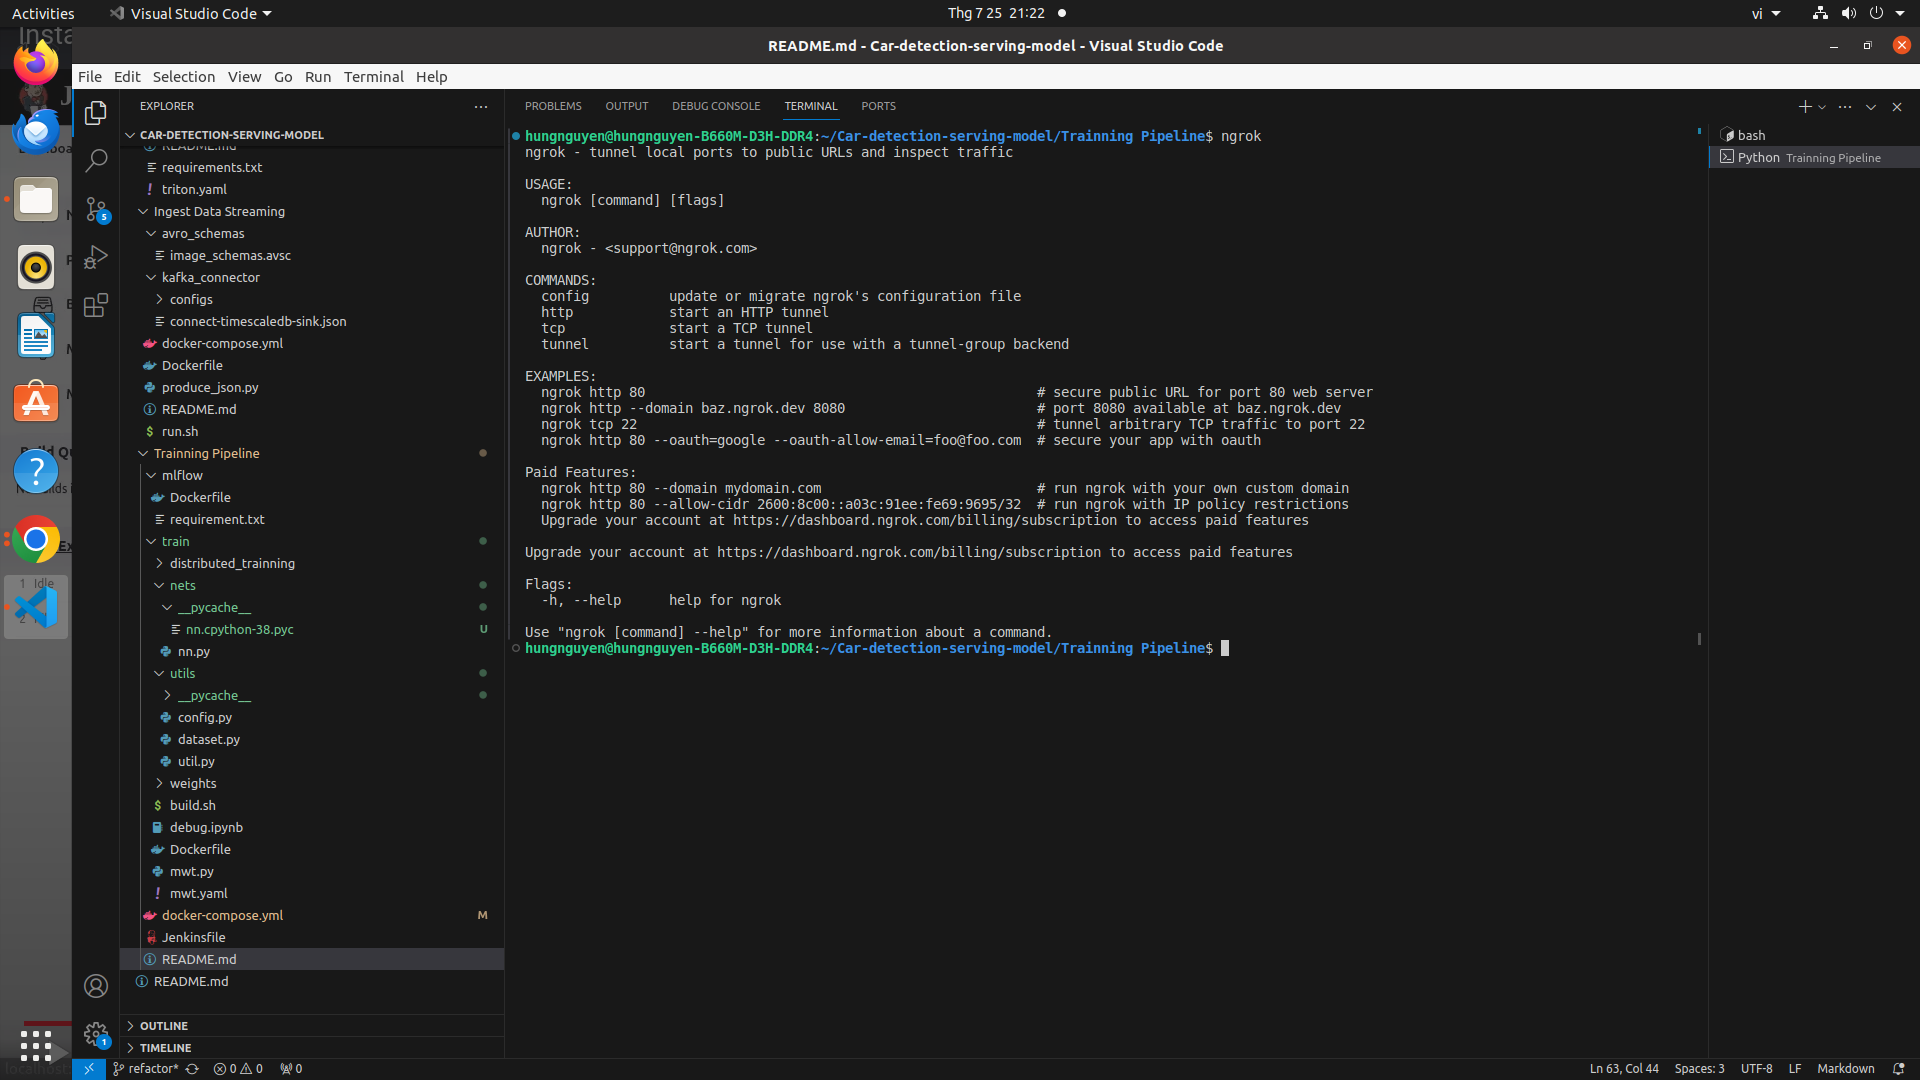 Activities
Visual Studio Code
Thg 7 25 21:22
vi
Insta
README.md - Car-detection-serving-model - Visual Studio Code
File Edit Selection View Go Run Terminal Help
EXPLORER
CAR-DETECTION-SERVING-MODEL
README.md
requirements.txt
! triton.yaml
Ingest Data Streaming
avro_schemas
image_schemas.avsc
kafka_connector
configs
connect-timescaledb-sink.json
docker-compose.yml
Dockerfile
produce_json.py
README.md
$ run.sh
Trainning Pipeline
mlflow
Dockerfile
requirement.txt
train
distributed_trainning
nets
__pycache__
nn.cpython-38.pyc U
nn.py
utils
__pycache__
config.py
dataset.py
util.py
weights
$ build.sh
debug.ipynb
Dockerfile
mwt.py
! mwt.yaml
docker-compose.yml M
Jenkinsfile
README.md
README.md
OUTLINE
TIMELINE
5
1
PROBLEMS OUTPUT DEBUG CONSOLE TERMINAL PORTS
hungnguyen@hungnguyen-B660M-D3H-DDR4:~/Car-detection-serving-model/Trainning Pipeline$ ngrok
ngrok - tunnel local ports to public URLs and inspect traffic
USAGE:
ngrok [command] [flags]
AUTHOR:
ngrok - <support@ngrok.com>
COMMANDS:
config update or migrate ngrok's configuration file
http start an HTTP tunnel
tcp start a TCP tunnel
tunnel start a tunnel for use with a tunnel-group backend
EXAMPLES:
ngrok http 80 # secure public URL for port 80 web server
ngrok http --domain baz.ngrok.dev 8080 # port 8080 available at baz.ngrok.dev
ngrok tcp 22 # tunnel arbitrary TCP traffic to port 22
ngrok http 80 --oauth=google --oauth-allow-email=foo@foo.com # secure your app with oauth
Paid Features:
ngrok http 80 --domain mydomain.com # run ngrok with your own custom domain
ngrok http 80 --allow-cidr 2600:8c00::a03c:91ee:fe69:9695/32 # run ngrok with IP policy restrictions
Upgrade your account at https://dashboard.ngrok.com/billing/subscription to access paid features
Upgrade your account at https://dashboard.ngrok.com/billing/subscription to access paid features
Flags:
-h, --help help for ngrok
Use "ngrok [command] --help" for more information about a command.
hungnguyen@hungnguyen-B660M-D3H-DDR4:~/Car-detection-serving-model/Trainning Pipeline$
bash
Python Trainning Pipeline
1 Idle
2
localhost
refactor* 0 0 0
Ln 63, Col 44 Spaces: 3 UTF-8 LF Markdown